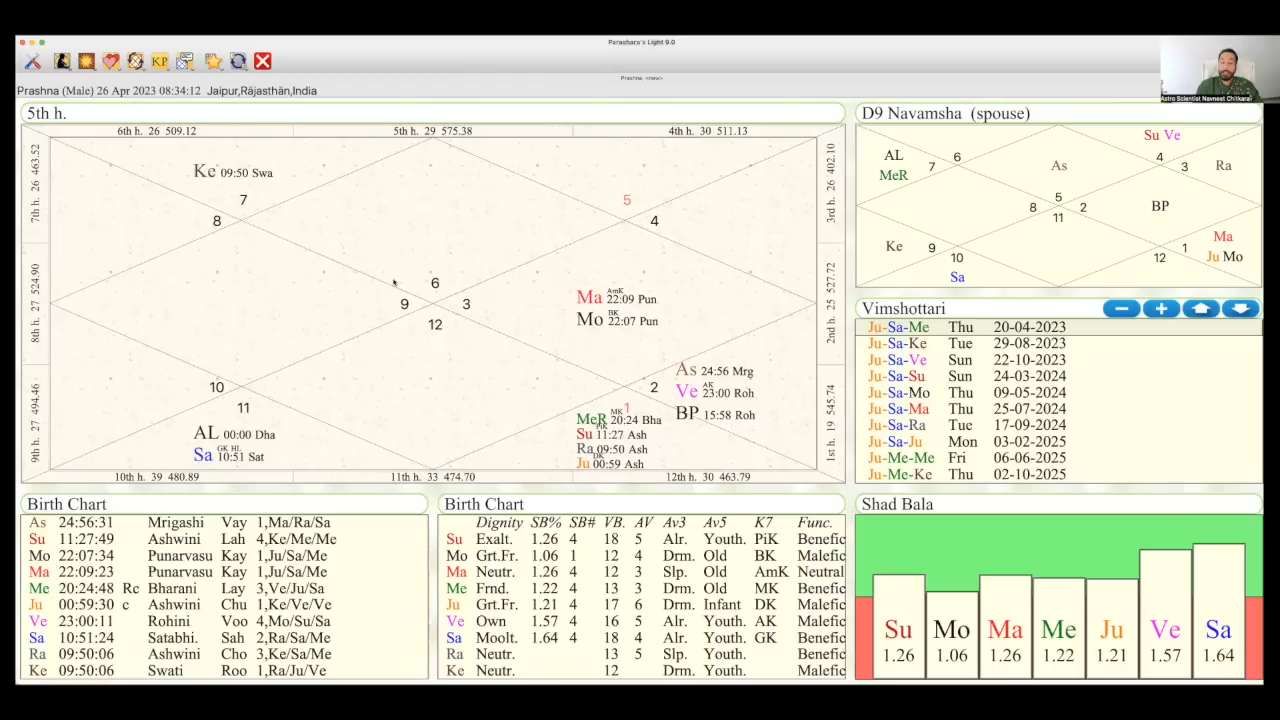 Parashara's Light 9.0
KP
Prashna, <new>
Prashna (Male) 26 Apr 2023 08:34:12 Jaipur,Rājasthān,India
Astro Scientist Navneet Chitkara
5th h.
6th h. 26 509.12
5th h. 29 575.38
4th h. 30 511.13
7th h. 26 463.52
8th h. 27 524.90
9th h. 27 494.46
3rd h. 26 402.10
2nd h. 30 527.72
1st h. 19 545.74
10th h. 39 480.89
11th h. 33 474.70
12th h. 30 463.79
Ke 09:50 Swa
7
8
5
4
6
9
3
12
AmK
Ma 22:09 Pun
BK
Mo 22:07 Pun
10
11
AL 00:00 Dha
GK HL
Sa 10:51 Sat
2
As 24:56 Mrg
AK
Ve 23:00 Roh
BP 15:58 Roh
1
MK
MeR 20:24 Bha
PiK
Su 11:27 Ash
Ra 09:50 Ash
DK
Ju 00:59 Ash
D9 Navamsha (spouse)
Su Ve
AL
MeR
7
6
As
4
3
Ra
5
8
2
11
BP
Ke
9
10
Sa
1
12
Ma
Ju Mo
Vimshottari
Ju-Sa-Me Thu 20-04-2023
Ju-Sa-Ke Tue 29-08-2023
Ju-Sa-Ve Sun 22-10-2023
Ju-Sa-Su Sun 24-03-2024
Ju-Sa-Mo Thu 09-05-2024
Ju-Sa-Ma Thu 25-07-2024
Ju-Sa-Ra Tue 17-09-2024
Ju-Sa-Ju Mon 03-02-2025
Ju-Me-Me Fri 06-06-2025
Ju-Me-Ke Thu 02-10-2025
Birth Chart
As 24:56:31 Mrigashi Vay 1,Ma/Ra/Sa
Su 11:27:49 Ashwini Lah 4,Ke/Me/Me
Mo 22:07:34 Punarvasu Kay 1,Ju/Sa/Me
Ma 22:09:23 Punarvasu Kay 1,Ju/Sa/Me
Me 20:24:48 Rc Bharani Lay 3,Ve/Ju/Sa
Ju 00:59:30 c Ashwini Chu 1,Ke/Ve/Ve
Ve 23:00:11 Rohini Voo 4,Mo/Su/Sa
Sa 10:51:24 Satabhi. Sah 2,Ra/Sa/Me
Ra 09:50:06 Ashwini Cho 3,Ke/Sa/Me
Ke 09:50:06 Swati Roo 1,Ra/Ju/Ve
Birth Chart
Dignity SB% SB# VB. AV Av3 Av5 K7 Func.
Su Exalt. 1.26 4 18 5 Alr. Youth. PiK Benefic
Mo Grt.Fr. 1.06 1 12 4 Drm. Old BK Malefic
Ma Neutr. 1.26 4 12 3 Slp. Old AmK Neutral
Me Frnd. 1.22 4 13 3 Drm. Old MK Benefic
Ju Grt.Fr. 1.21 4 17 6 Drm. Infant DK Malefic
Ve Own 1.57 4 16 5 Alr. Youth. AK Malefic
Sa Moolt. 1.64 4 18 4 Alr. Youth. GK Benefic
Ra Neutr. 13 5 Slp. Youth. Benefic
Ke Neutr. 12 Drm. Youth. Malefic
Shad Bala
Su Mo Ma Me Ju Ve Sa
1.26 1.06 1.26 1.22 1.21 1.57 1.64